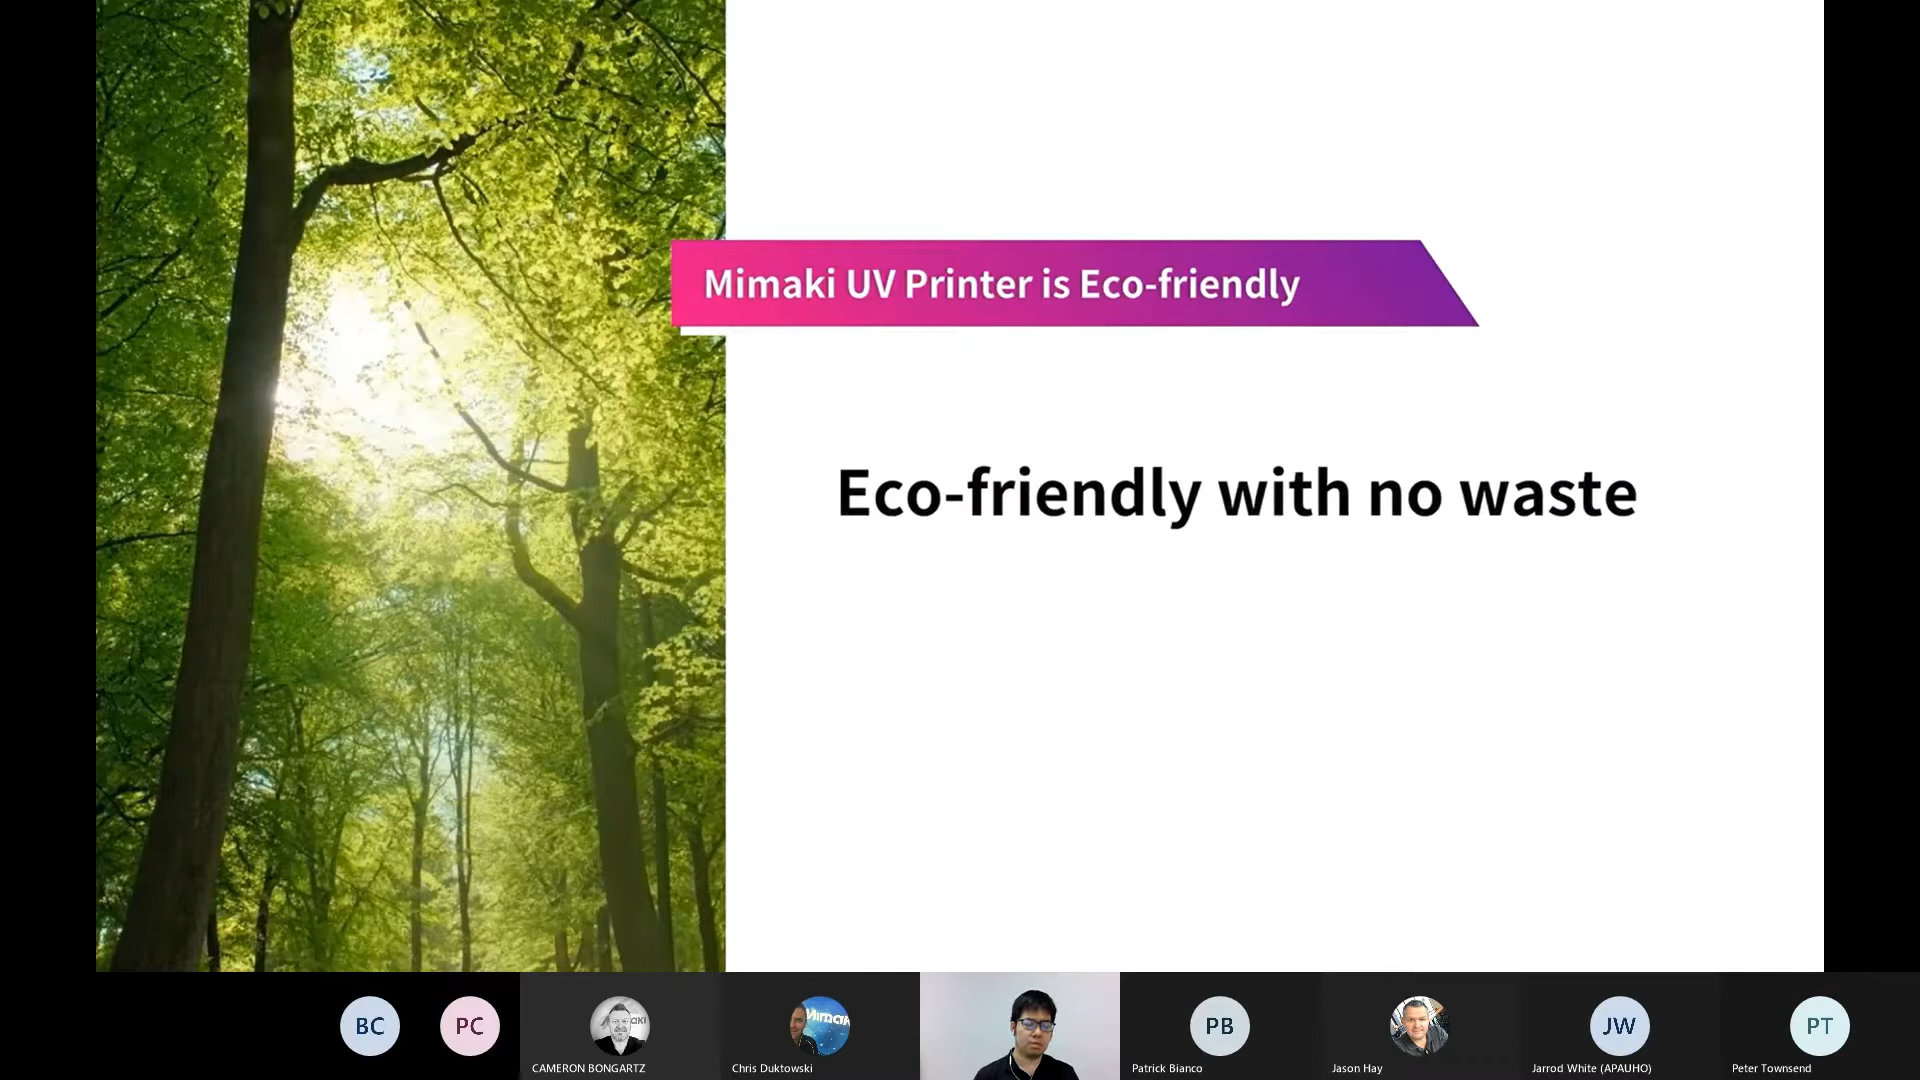 Mimaki UV Printer is Eco-friendly
Eco-friendly with no waste
BC
PC
PB
JW
PT
CAMERON BONGARTZ
Chris Duktowski
Patrick Bianco
Jason Hay
Jarrod White (APAUHO)
Peter Townsend